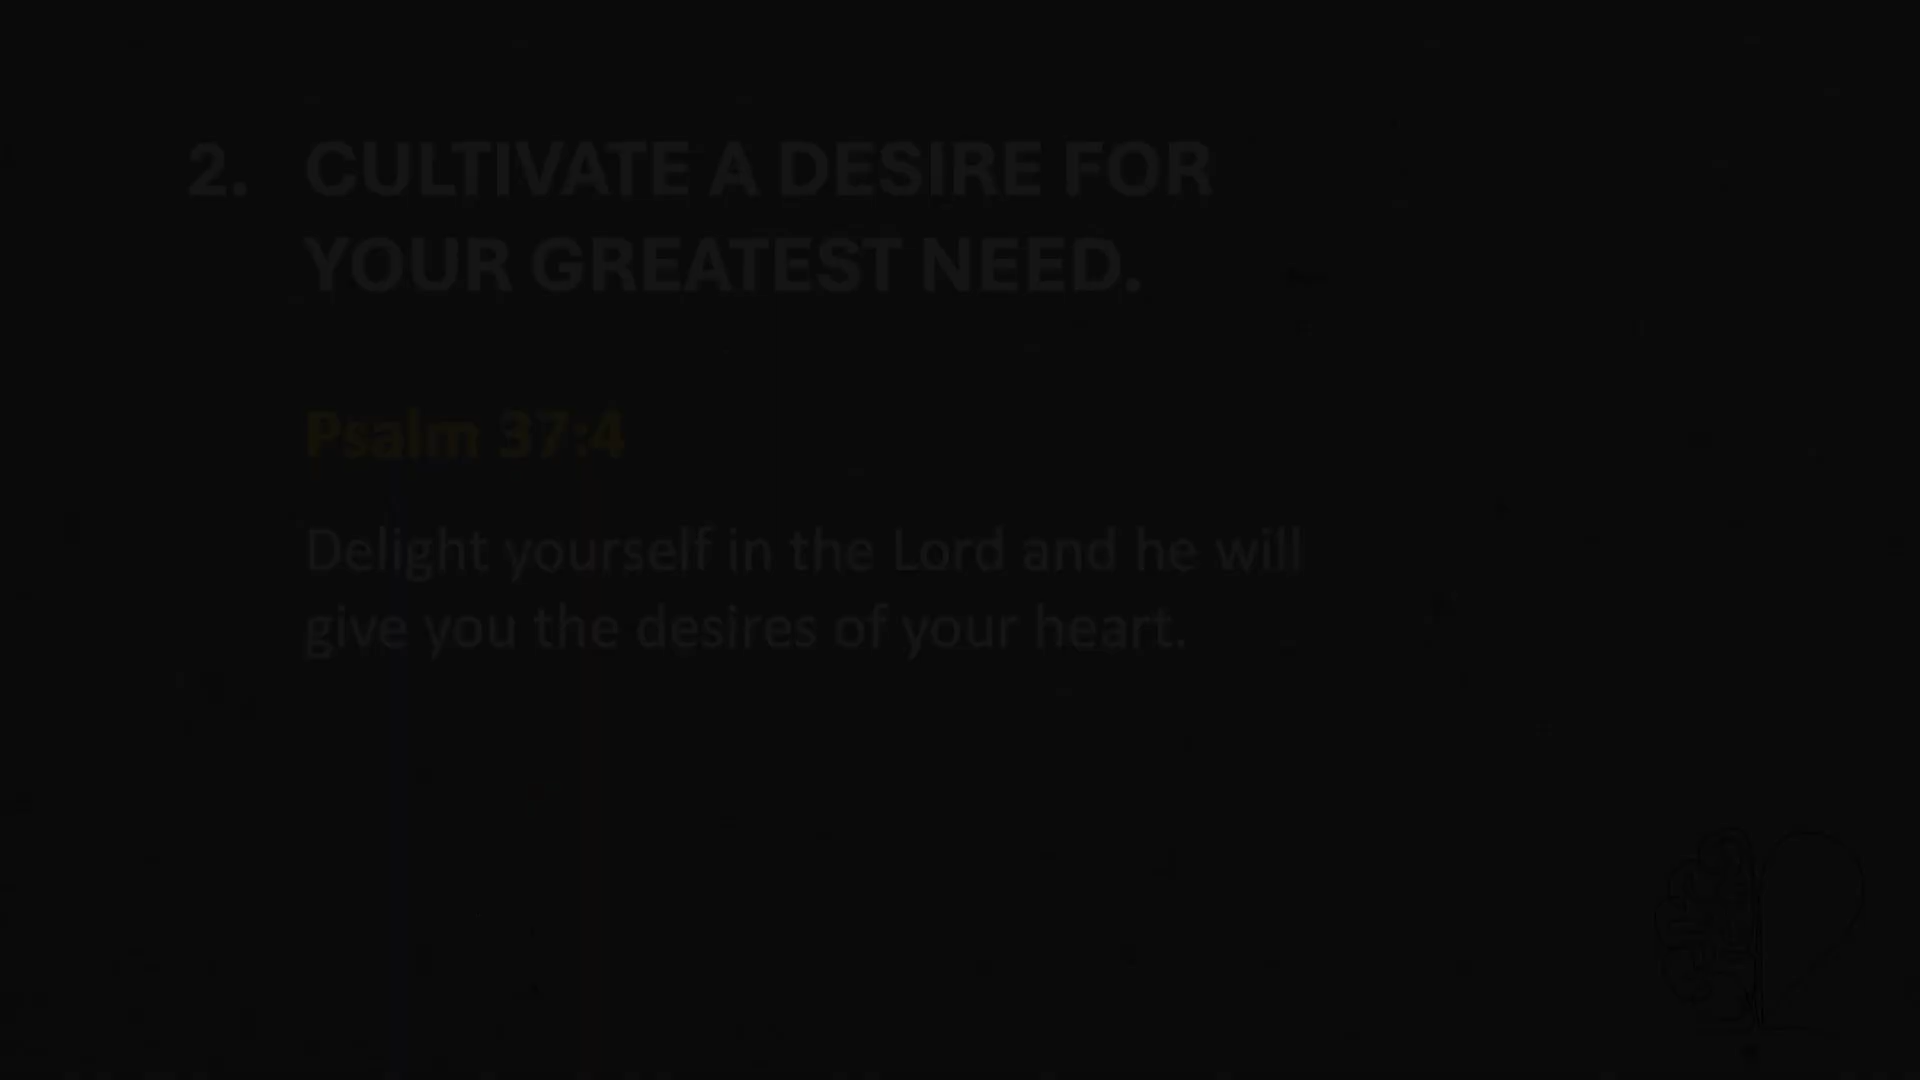 2. CULTIVATE A DESIRE FOR
YOUR GREATEST NEED.
Psalm 37:4
Delight yourself in the Lord and he will
give you the desires of your heart.